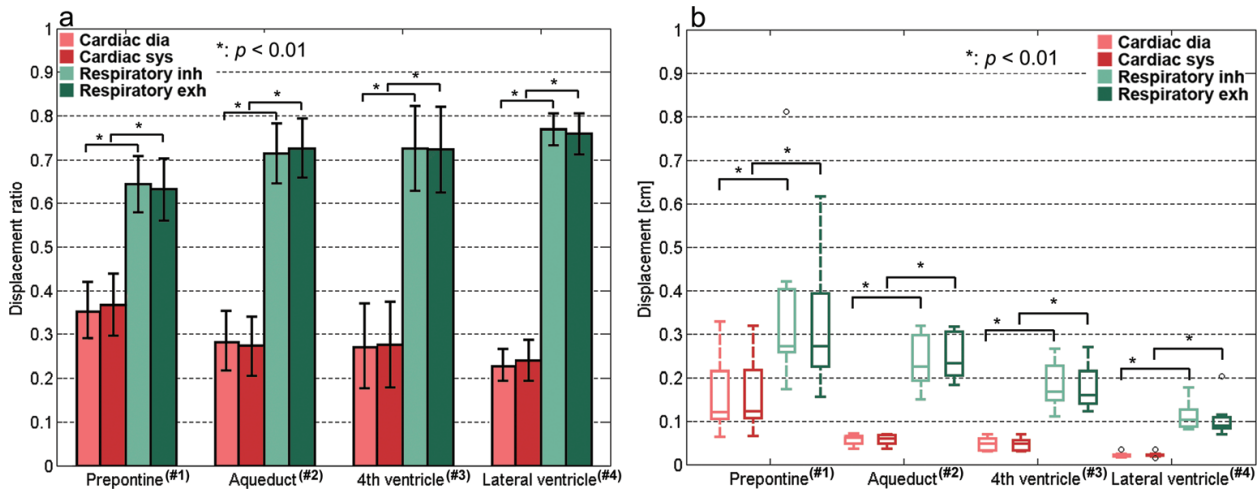 a
1
0.9
0.8
0.7
0.6
0.5
0.4
0.3
0.2
0.1
0
Displacement ratio
Cardiac dia
Cardiac sys
Respiratory inh
Respiratory exh
*: p < 0.01
* * * * * * * *
Prepontine(#1) Aqueduct(#2) 4th ventricle(#3) Lateral ventricle(#4)
b
1
0.9
0.8
0.7
0.6
0.5
0.4
0.3
0.2
0.1
0
Displacement [cm]
*: p < 0.01
Cardiac dia
Cardiac sys
Respiratory inh
Respiratory exh
* * * * * * * *
Prepontine(#1) Aqueduct(#2) 4th ventricle(#3) Lateral ventricle(#4)